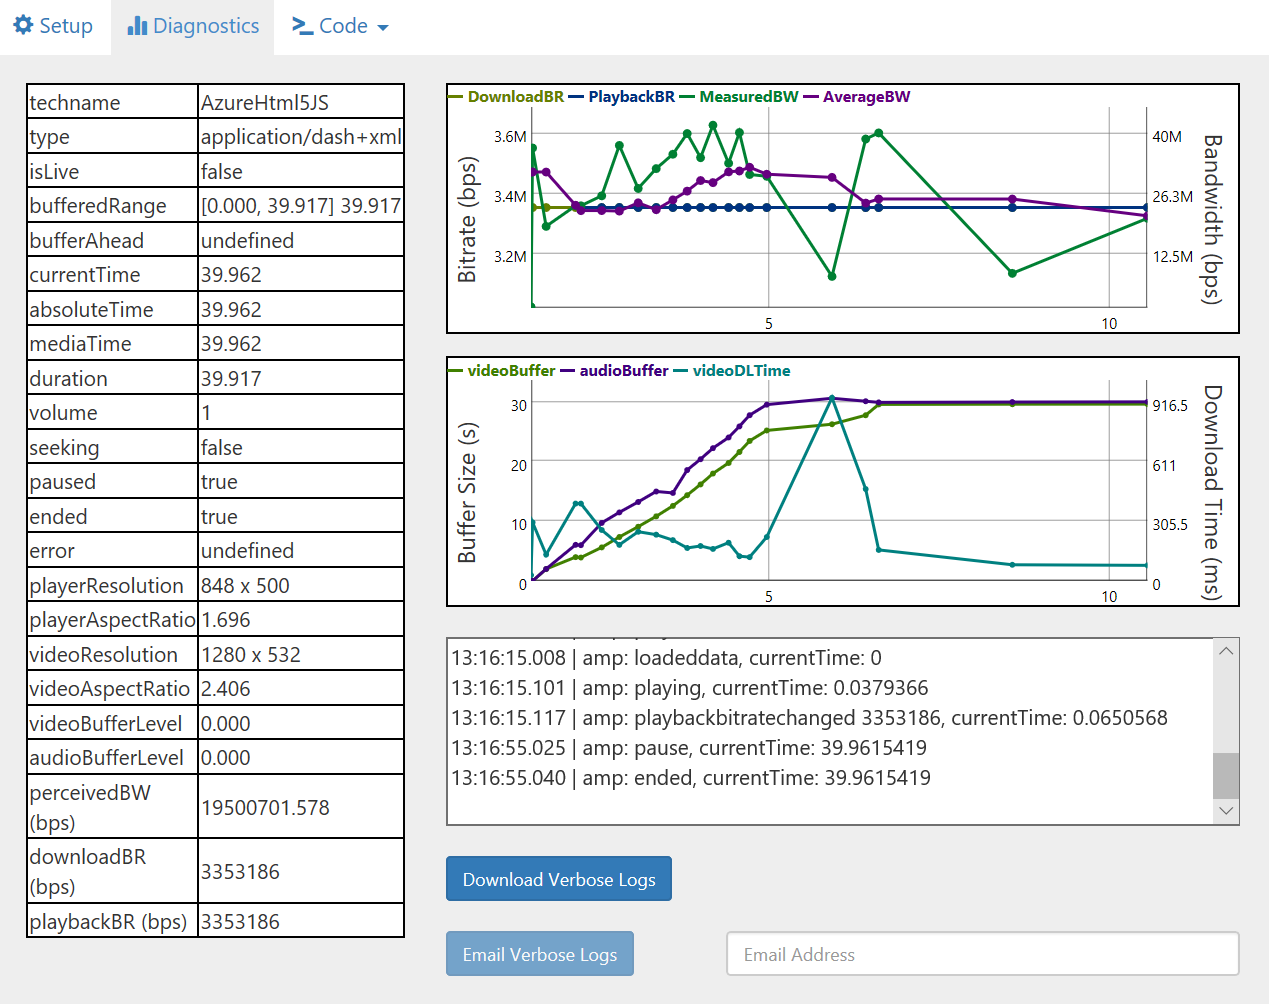 Setup
Diagnostics
Code
techname AzureHtml5JS
type application/dash+xml
isLive false
bufferedRange [0.000, 39.917] 39.917
bufferAhead undefined
currentTime 39.962
absoluteTime 39.962
mediaTime 39.962
duration 39.917
volume 1
seeking false
paused true
ended true
error undefined
playerResolution 848 x 500
playerAspectRatio 1.696
videoResolution 1280 x 532
videoAspectRatio 2.406
videoBufferLevel 0.000
audioBufferLevel 0.000
perceivedBW
(bps)
19500701.578
downloadBR
(bps)
3353186
playbackBR (bps) 3353186
DownloadBR PlaybackBR MeasuredBW AverageBW
Bitrate (bps)
3.6M
3.4M
3.2M
40M
26.3M
12.5M
Bandwidth (bps)
5 10
videoBuffer audioBuffer videoDLTime
Buffer Size (s)
30
20
10
0
916.5
611
305.5
0
Download Time (ms)
5 10
13:16:15.008 | amp: loadeddata, currentTime: 0
13:16:15.101 | amp: playing, currentTime: 0.0379366
13:16:15.117 | amp: playbackbitratechanged 3353186, currentTime: 0.0650568
13:16:55.025 | amp: pause, currentTime: 39.9615419
13:16:55.040 | amp: ended, currentTime: 39.9615419
Download Verbose Logs
Email Verbose Logs
Email Address